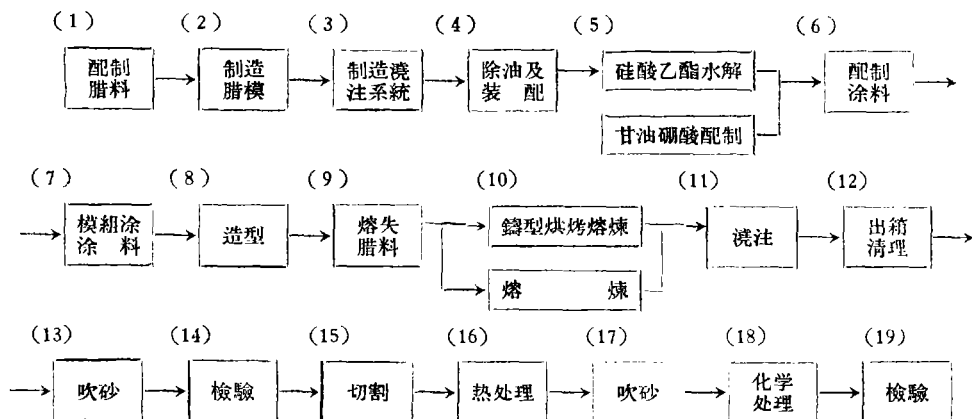 (1) (2) (3) (4) (5) (6)
配制
腊料
制造
腊模
制造澆
注系統
除油及
装 配
硅酸乙酯水解
甘油硼酸配制
配制
涂料
(7) (8) (9) (10) (11) (12)
模組涂
涂 料
造型
熔失
腊料
鑄型烘烤熔煉
熔 煉
澆注
出箱
清理
(13) (14) (15) (16) (17) (18) (19)
吹砂
檢驗
切割
热处理
吹砂
化学
处理
檢驗